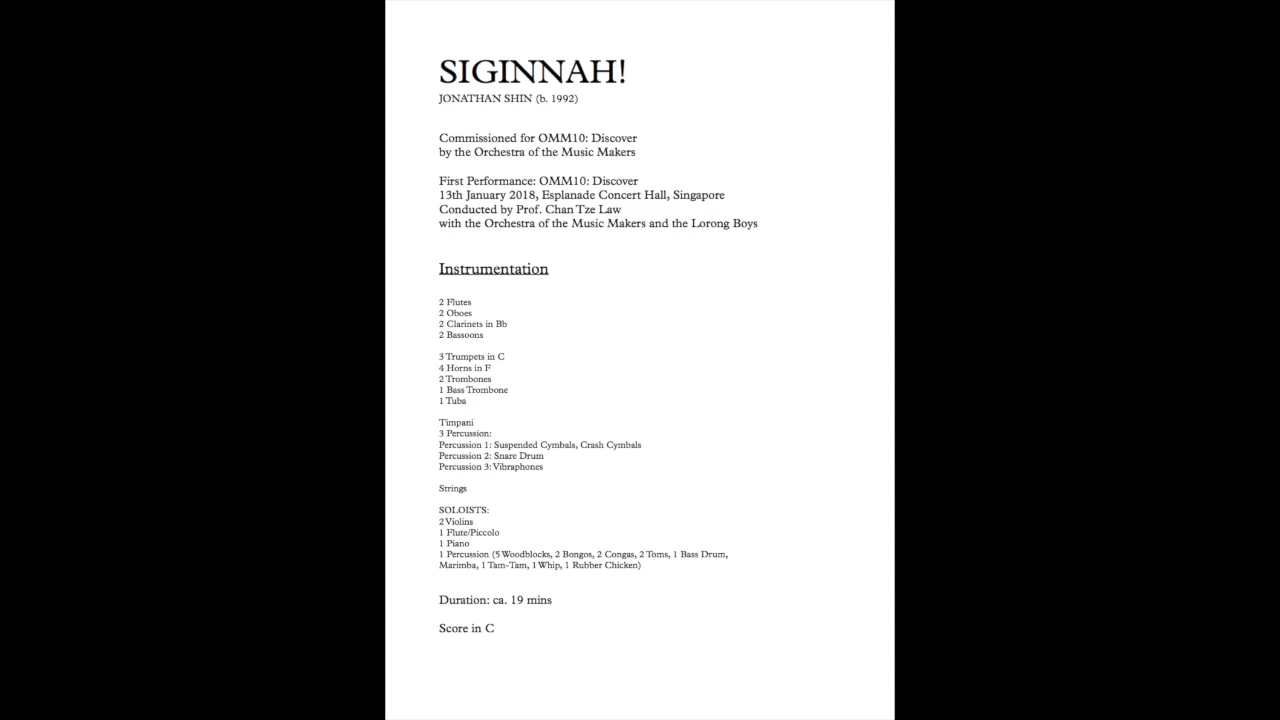 SIGINNAH!
JONATHAN SHIN (b. 1992)
Commissioned for OMM10: Discover
by the Orchestra of the Music Makers
First Performance: OMM10: Discover
13th January 2018, Esplanade Concert Hall, Singapore
Conducted by Prof. Chan Tze Law
with the Orchestra of the Music Makers and the Lorong Boys
Instrumentation
2 Flutes
2 Oboes
2 Clarinets in Bb
2 Bassoons
3 Trumpets in C
4 Horns in F
2 Trombones
1 Bass Trombone
1 Tuba
Timpani
3 Percussion:
Percussion 1: Suspended Cymbals, Crash Cymbals
Percussion 2: Snare Drum
Percussion 3: Vibraphones
Strings
SOLOISTS:
2 Violins
1 Flute/Piccolo
1 Piano
1 Percussion (5 Woodblocks, 2 Bongos, 2 Congas, 2 Toms, 1 Bass Drum,
Marimba, 1 Tam-Tam, 1 Whip, 1 Rubber Chicken)
Duration: ca. 19 mins
Score in C